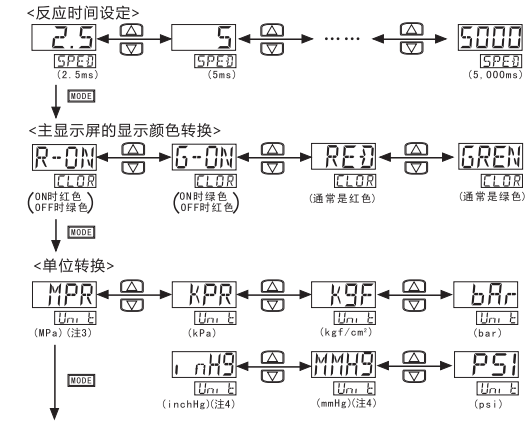 <反应时间设定>
2.5 5 …… 5000
SPED SPED SPED
(2.5ms) (5ms) (5,000ms)
MODE
<主显示屏的显示颜色转换>
R-ON G-ON RED GREN
CLOR CLOR CLOR CLOR
(ON时红色 OFF时绿色) (ON时绿色 OFF时红色) (通常是红色) (通常是绿色)
MODE
<单位转换>
MPA KPA KgF bAr
Unit Unit Unit Unit
(MPa)(注3) (kPa) (kgf/cm²) (bar)
inHg MMHg PSI
MODE
Unit Unit Unit
(inchHg)(注4) (mmHg)(注4) (psi)